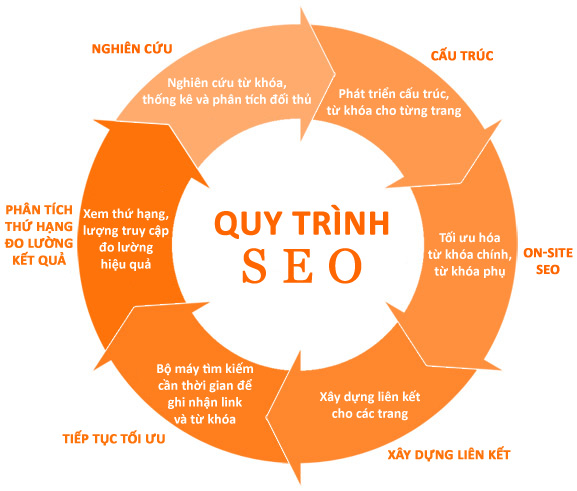 NGHIÊN CỨU
Nghiên cứu từ khóa,
thống kê và phân tích đối thủ
CẤU TRÚC
Phát triển cấu trúc,
từ khóa cho từng trang
ON-SITE
SEO
Tối ưu hóa
từ khóa chính,
từ khóa phụ
XÂY DỰNG LIÊN KẾT
Xây dựng liên kết
cho các trang
TIẾP TỤC TỐI ƯU
Bộ máy tìm kiếm
cần thời gian để
ghi nhận link
và từ khóa
PHÂN TÍCH
THỨ HẠNG
ĐO LƯỜNG
KẾT QUẢ
Xem thứ hạng,
lượng truy cập
đo lường
hiệu quả
QUY TRÌNH
SEO